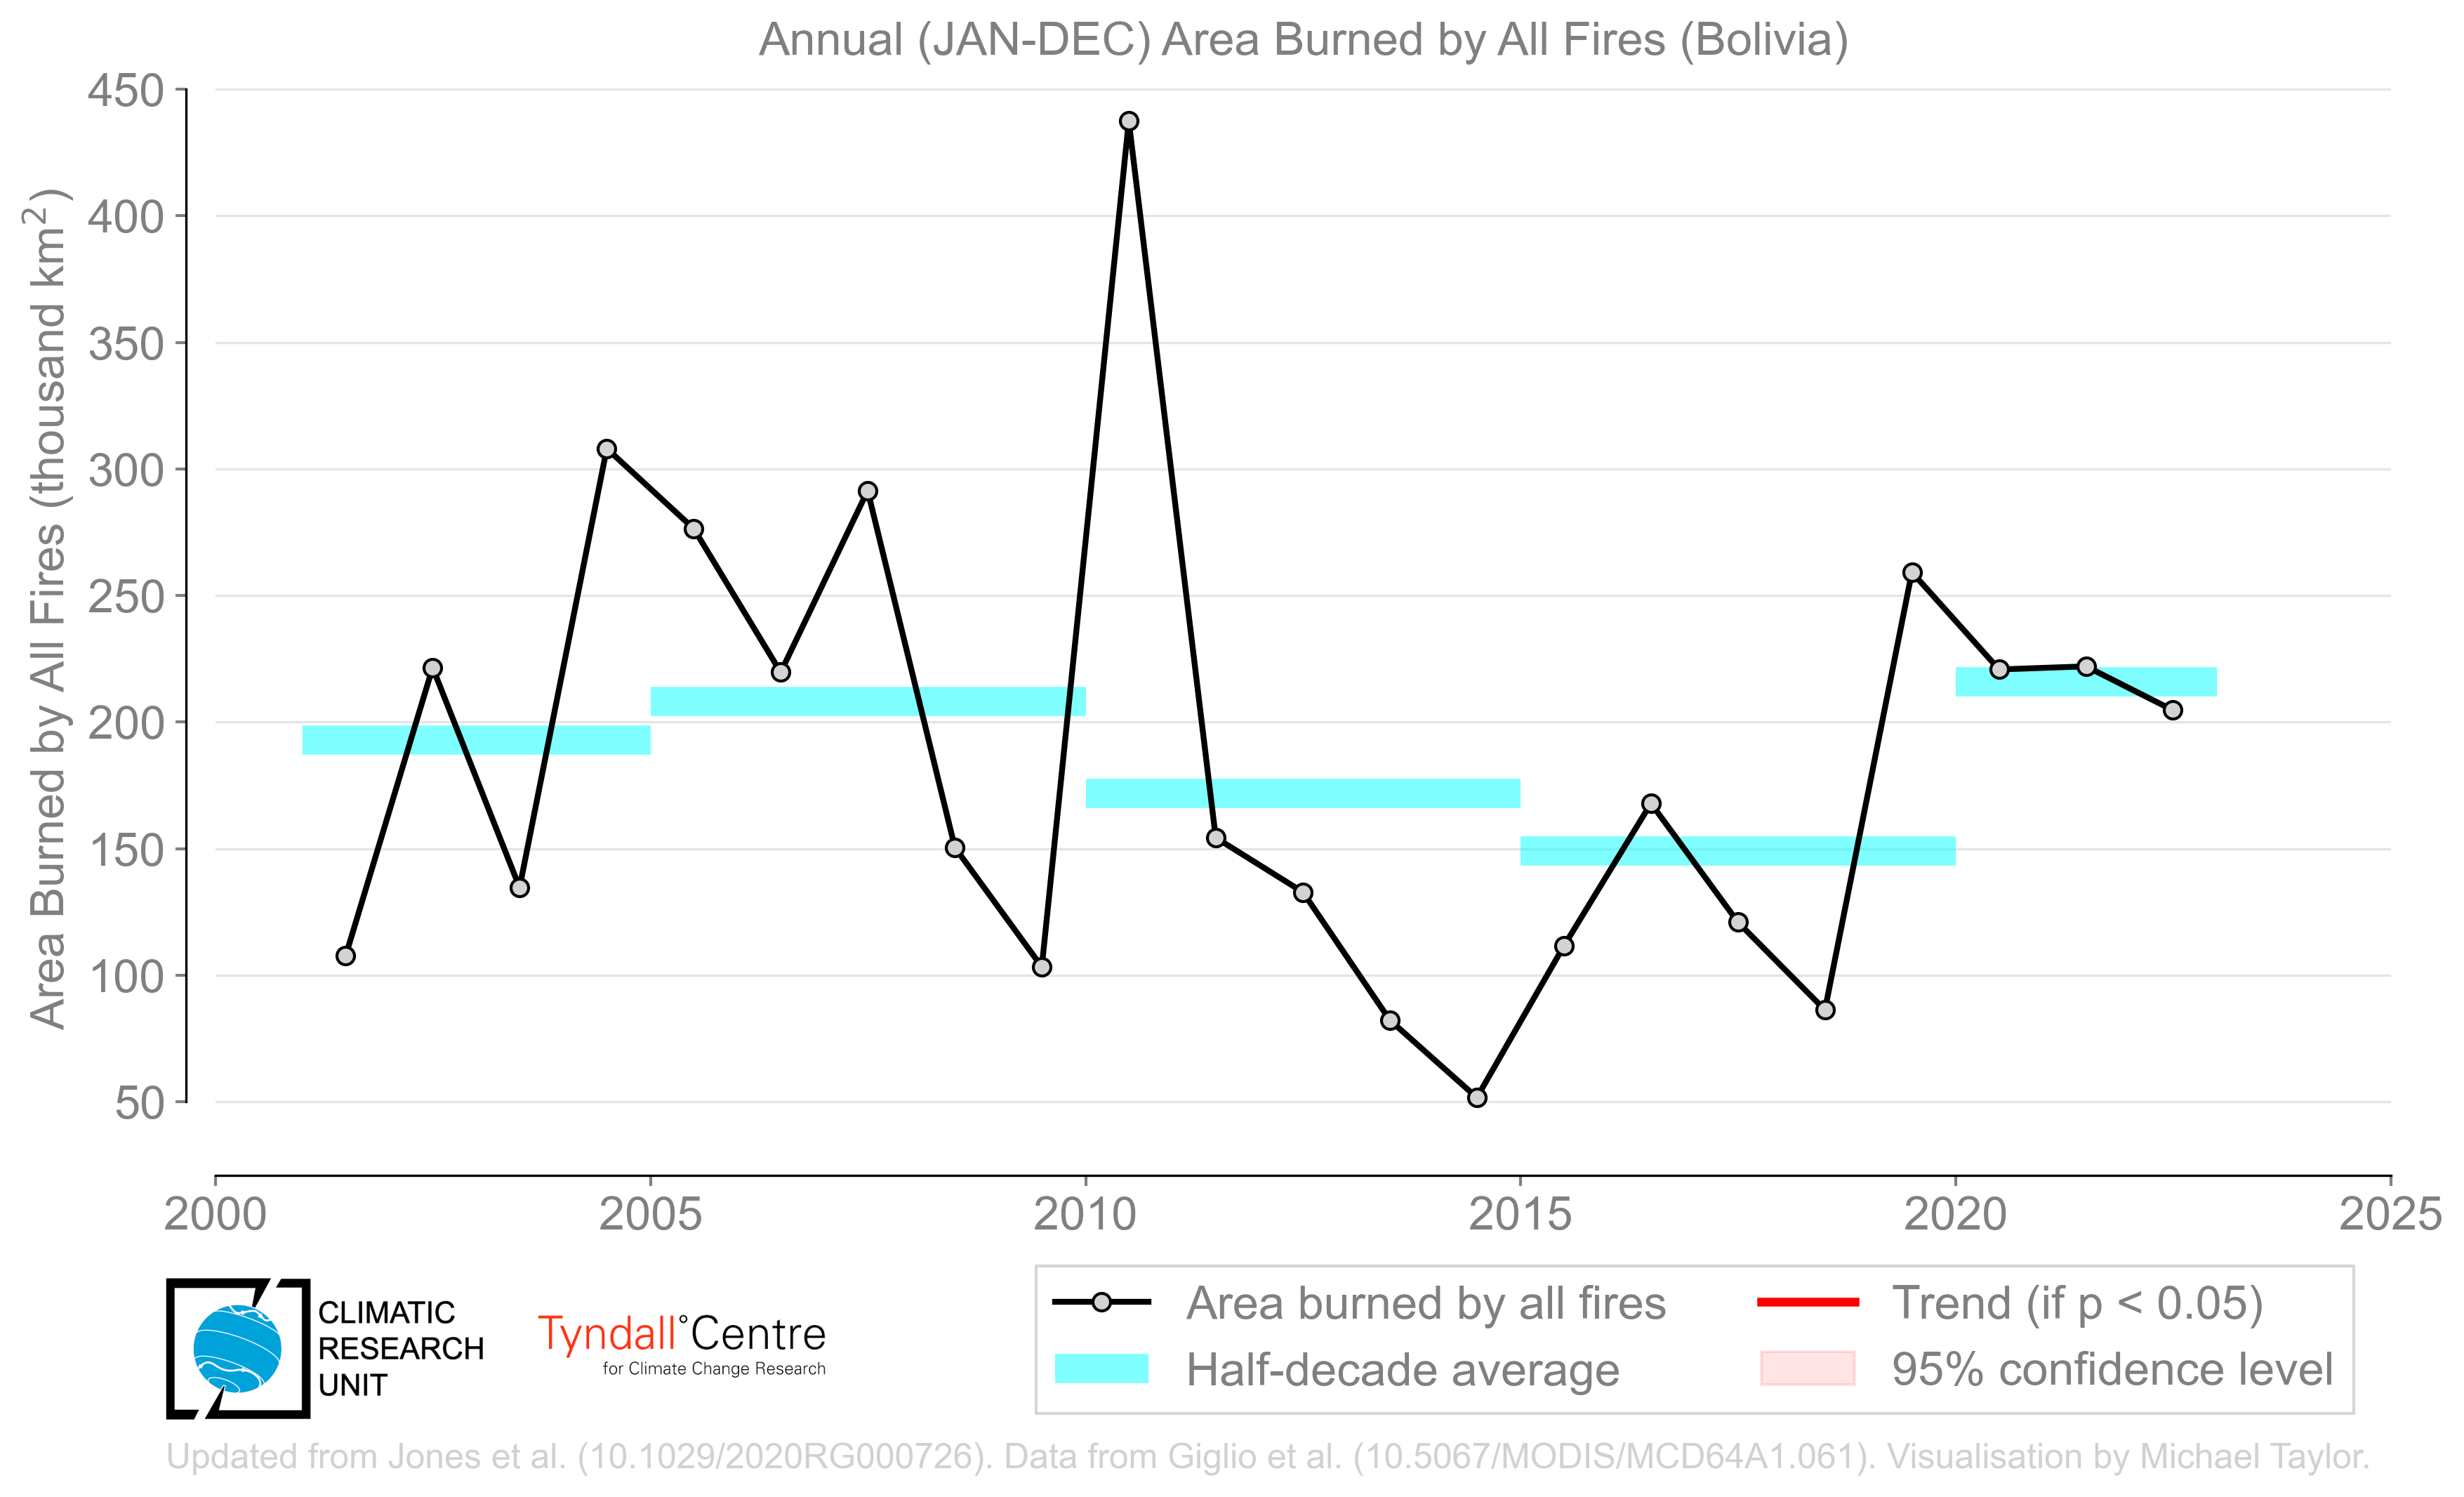 Annual (JAN-DEC) Area Burned by All Fires (Bolivia)
Area Burned by All Fires (thousand km²)
450
400
350
300
250
200
150
100
50
2000 2005 2010 2015 2020 2025
CLIMATIC
RESEARCH
UNIT
Tyndall°Centre
for Climate Change Research
Area burned by all fires
Half-decade average
Trend (if p < 0.05)
95% confidence level
Updated from Jones et al. (10.1029/2020RG000726). Data from Giglio et al. (10.5067/MODIS/MCD64A1.061). Visualisation by Michael Taylor.